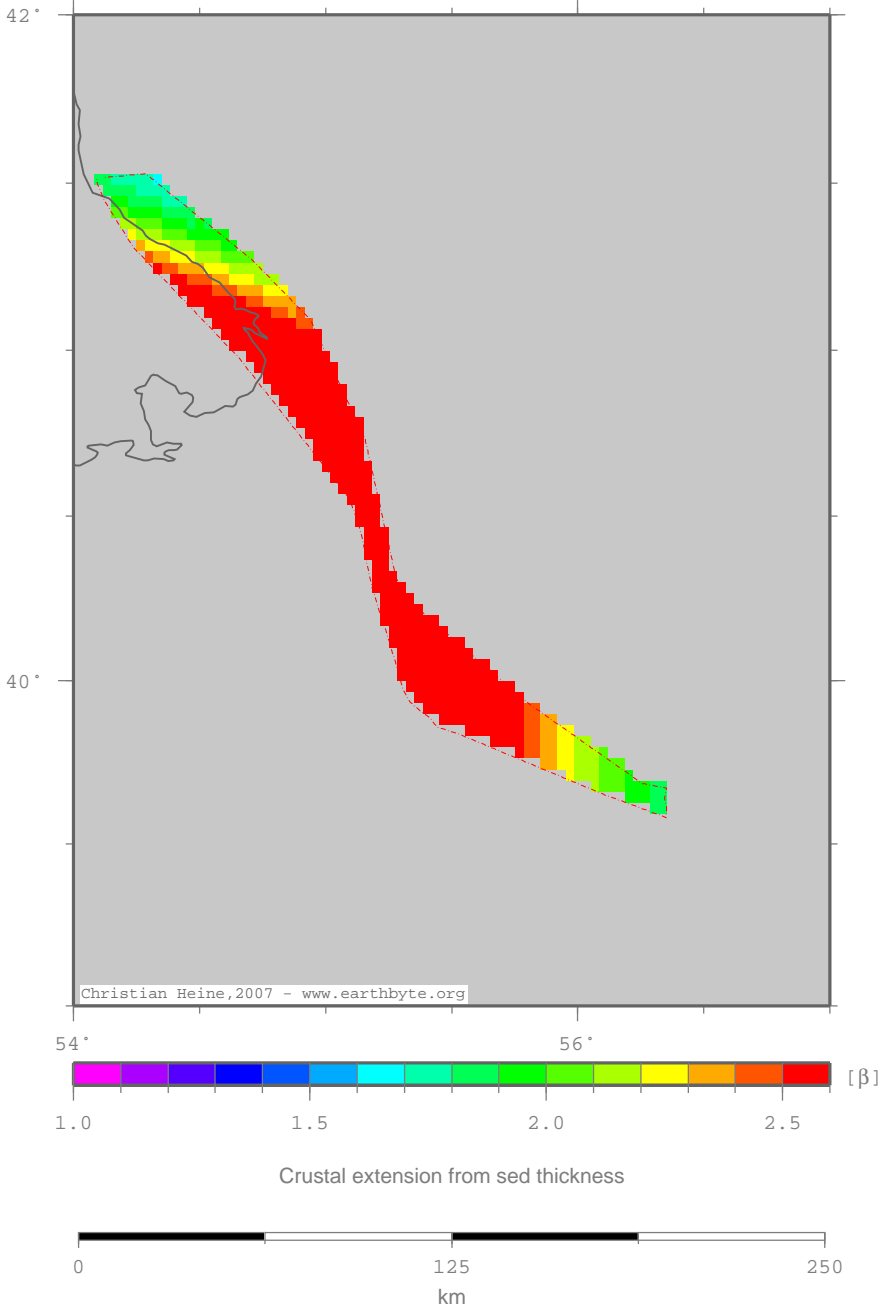 42°
40°
Christian Heine,2007 - www.earthbyte.org
54° 56°
[β]
1.0 1.5 2.0 2.5
Crustal extension from sed thickness
0 125 250
km